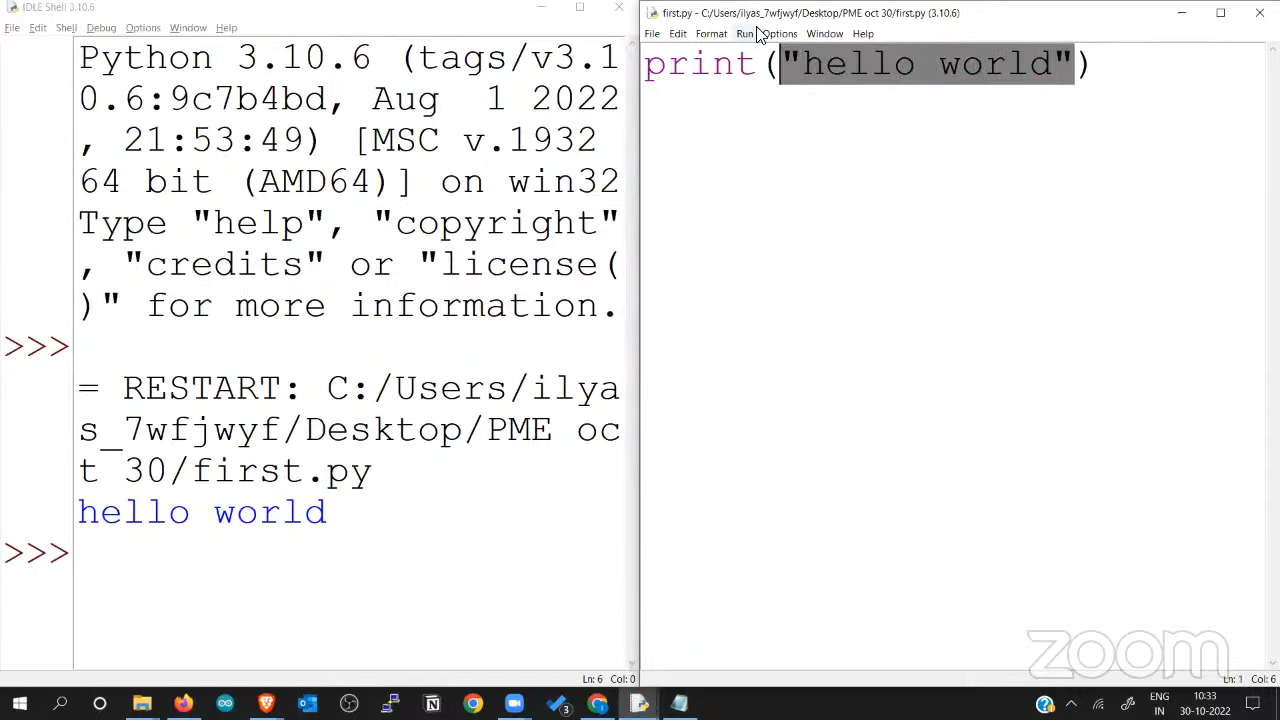 IDLE Shell 3.10.6
File Edit Shell Debug Options Window Help
Python 3.10.6 (tags/v3.1
0.6:9c7b4bd, Aug  1 2022
, 21:53:49) [MSC v.1932
64 bit (AMD64)] on win32
Type "help", "copyright"
, "credits" or "license(
)" for more information.
>>>
= RESTART: C:/Users/ilya
s_7wfjwyf/Desktop/PME oc
t 30/first.py
hello world
>>>
Ln: 6 Col: 0
first.py - C:/Users/ilyas_7wfjwyf/Desktop/PME oct 30/first.py (3.10.6)
File Edit Format Run Options Window Help
print("hello world")
zoom
Ln: 1 Col: 6
3
ENG
IN
10:33
30-10-2022